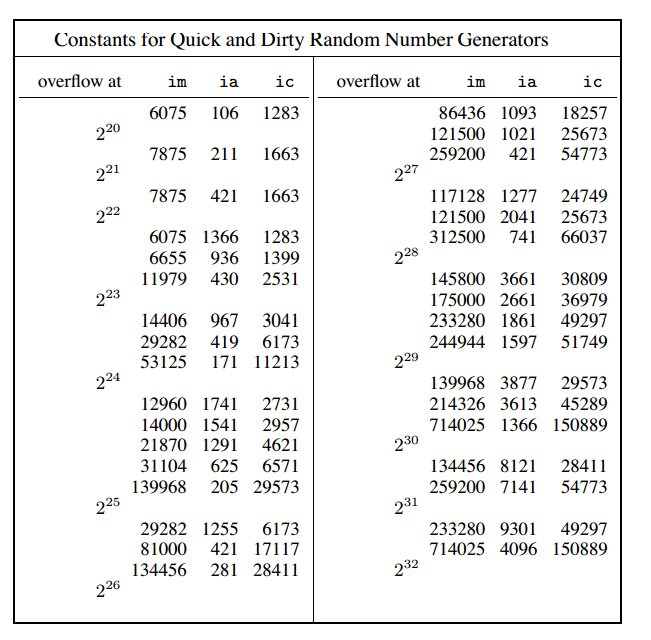 Constants for Quick and Dirty Random Number Generators
overflow at im ia ic
6075 106 1283
2^20
7875 211 1663
2^21
7875 421 1663
2^22
6075 1366 1283
6655 936 1399
11979 430 2531
2^23
14406 967 3041
29282 419 6173
53125 171 11213
2^24
12960 1741 2731
14000 1541 2957
21870 1291 4621
31104 625 6571
139968 205 29573
2^25
29282 1255 6173
81000 421 17117
134456 281 28411
2^26
overflow at im ia ic
86436 1093 18257
121500 1021 25673
259200 421 54773
2^27
117128 1277 24749
121500 2041 25673
312500 741 66037
2^28
145800 3661 30809
175000 2661 36979
233280 1861 49297
244944 1597 51749
2^29
139968 3877 29573
214326 3613 45289
714025 1366 150889
2^30
134456 8121 28411
259200 7141 54773
2^31
233280 9301 49297
714025 4096 150889
2^32